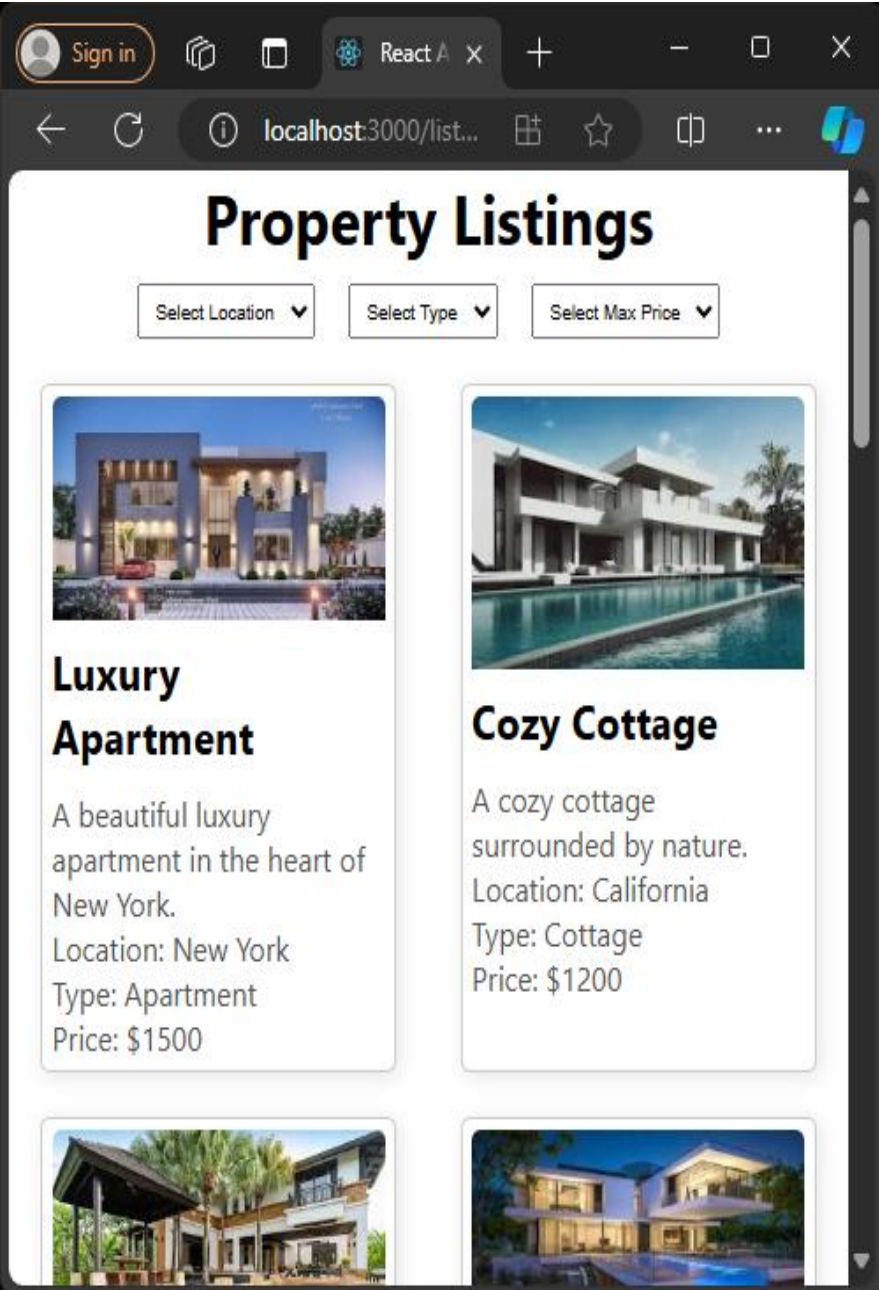 Sign in
React A
localhost:3000/list...
Property Listings
Select Location
Select Type
Select Max Price
Luxury
Apartment
A beautiful luxury
apartment in the heart of
New York.
Location: New York
Type: Apartment
Price: $1500
Cozy Cottage
A cozy cottage
surrounded by nature.
Location: California
Type: Cottage
Price: $1200